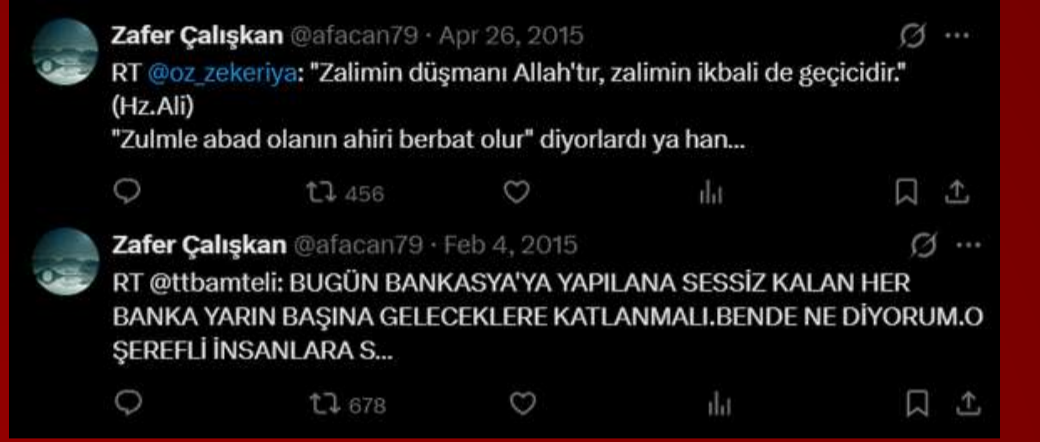 Zafer Çalışkan @afacan79 · Apr 26, 2015
RT @oz_zekeriya: "Zalimin düşmanı Allah'tır, zalimin ikbali de geçicidir."
(Hz.Ali)
"Zulmle abad olanın ahiri berbat olur" diyorlardı ya han...
456
Zafer Çalışkan @afacan79 · Feb 4, 2015
RT @ttbamteli: BUGÜN BANKASYA'YA YAPILANA SESSİZ KALAN HER
BANKA YARIN BAŞINA GELECEKLERE KATLANMALI.BENDE NE DİYORUM.O
ŞEREFLİ İNSANLARA S...
678